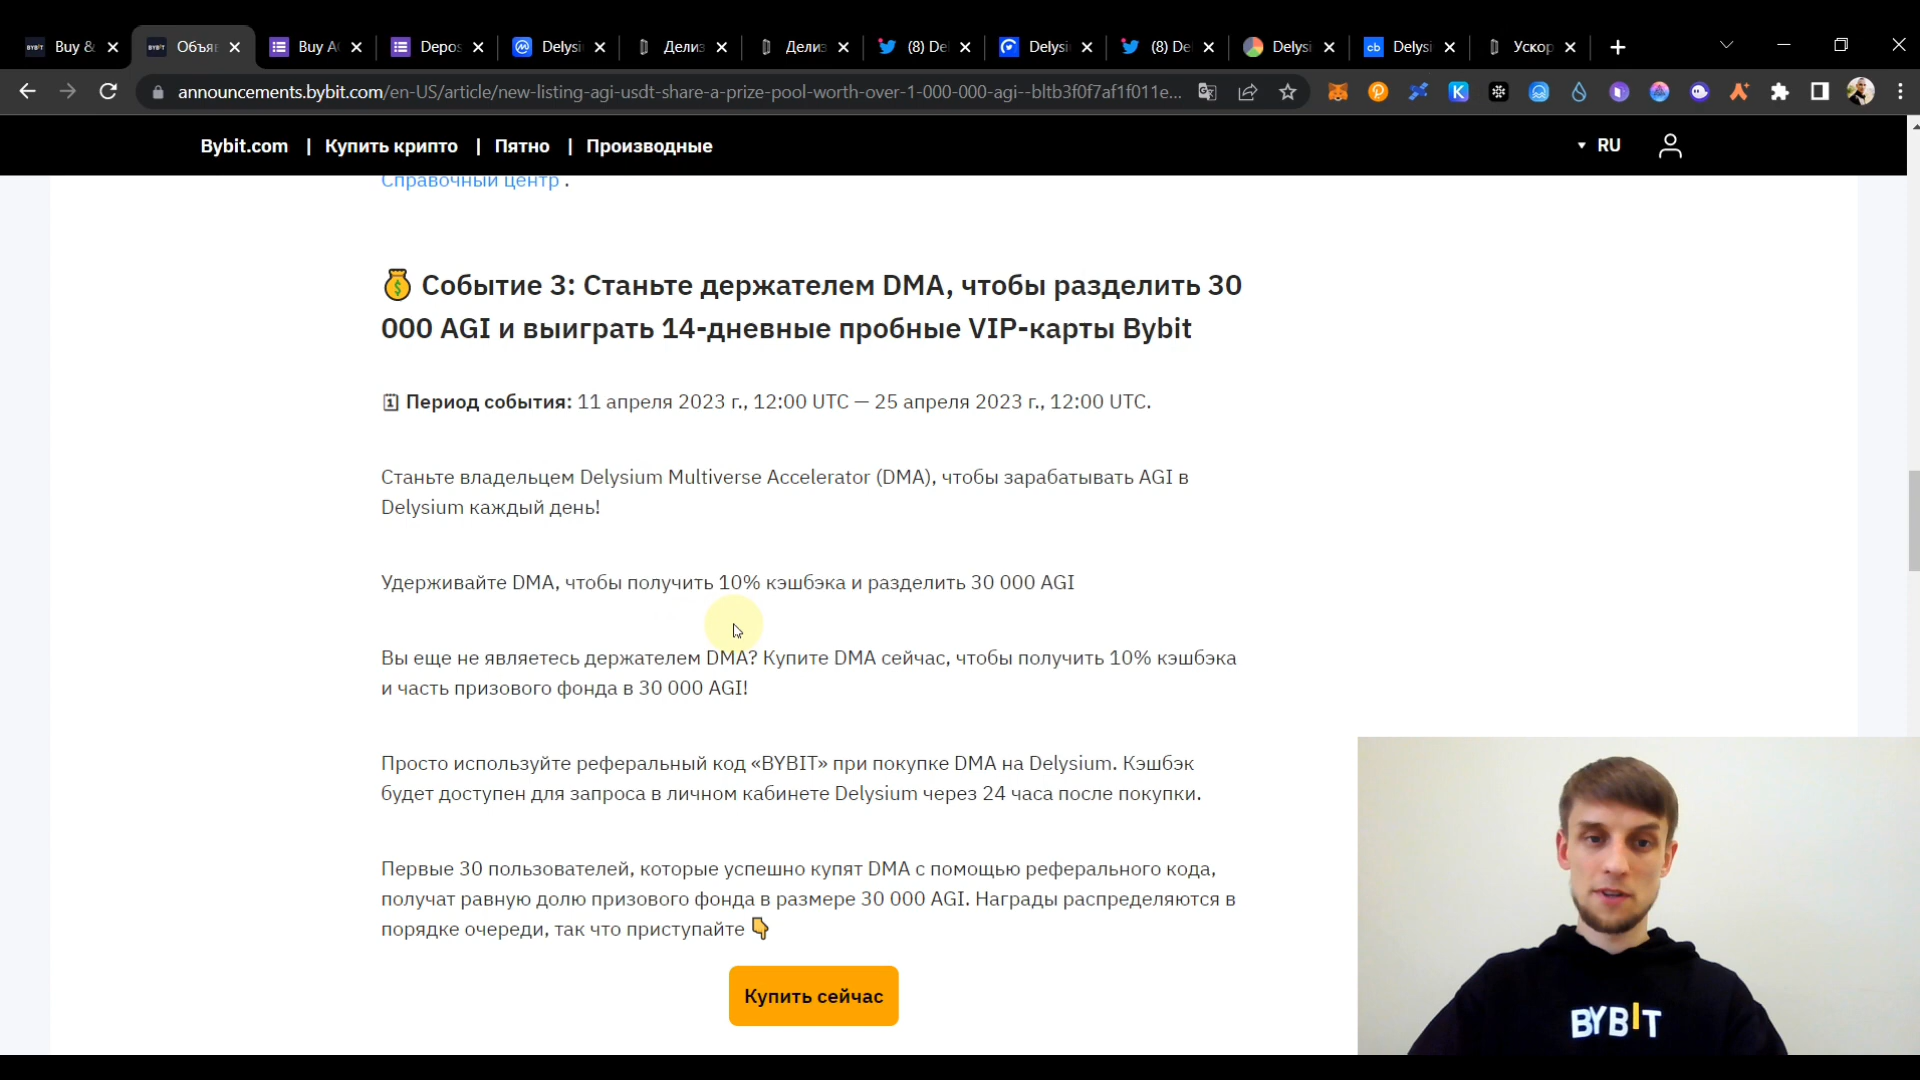 Buy &
Объяв
Buy A
Depos
Delysi
Делиз
Делиз
(8) De
Delysi
(8) De
Delysi
cb
Delysi
Ускор
announcements.bybit.com/en-US/article/new-listing-agi-usdt-share-a-prize-pool-worth-over-1-000-000-agi--bltb3f0f7af1f011e...
Bybit.com | Купить крипто | Пятно | Производные
RU
Справочный центр .
Событие 3: Станьте держателем DMA, чтобы разделить 30
000 AGI и выиграть 14-дневные пробные VIP-карты Bybit
Период события: 11 апреля 2023 г., 12:00 UTC — 25 апреля 2023 г., 12:00 UTC.
Станьте владельцем Delysium Multiverse Accelerator (DMA), чтобы зарабатывать AGI в
Delysium каждый день!
Удерживайте DMA, чтобы получить 10% кэшбэка и разделить 30 000 AGI
Вы еще не являетесь держателем DMA? Купите DMA сейчас, чтобы получить 10% кэшбэка
и часть призового фонда в 30 000 AGI!
Просто используйте реферальный код «BYBIT» при покупке DMA на Delysium. Кэшбэк
будет доступен для запроса в личном кабинете Delysium через 24 часа после покупки.
Первые 30 пользователей, которые успешно купят DMA с помощью реферального кода,
получат равную долю призового фонда в размере 30 000 AGI. Награды распределяются в
порядке очереди, так что приступайте
Купить сейчас
BYBIT